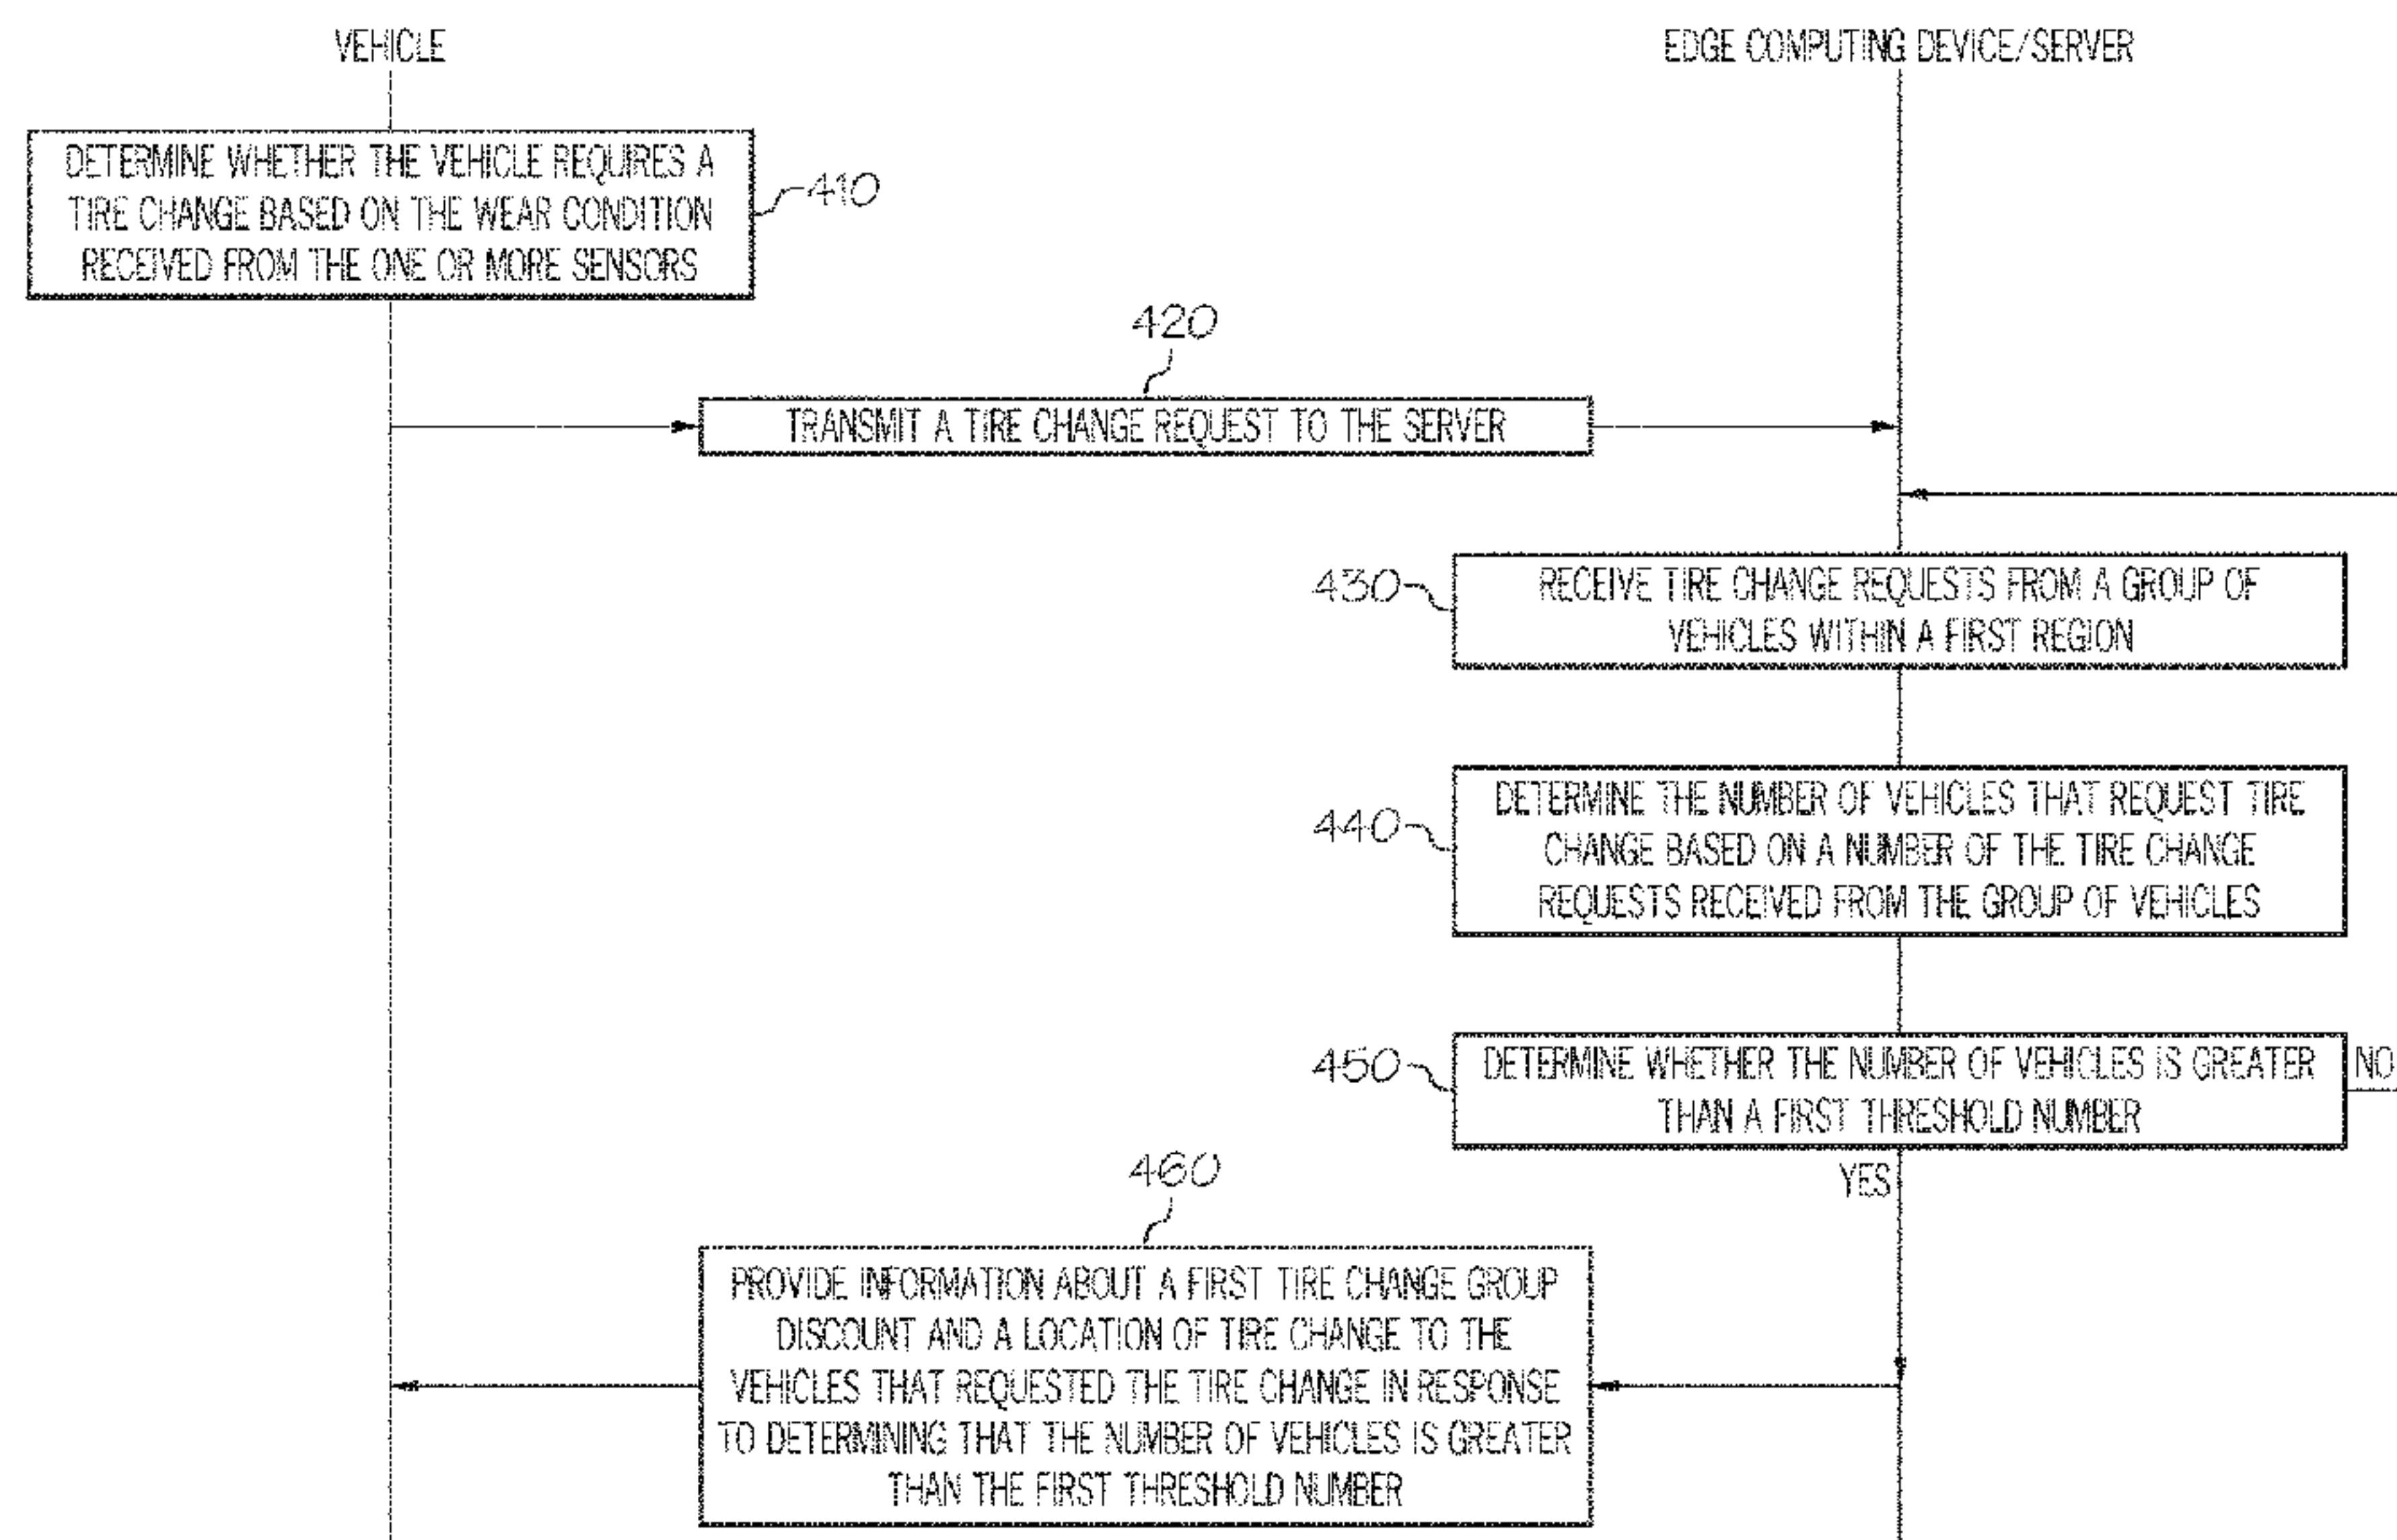 VEHICLE
EDGE COMPUTING DEVICE/SERVER
DETERMINE WHETHER THE VEHICLE REQUIRES A
TIRE CHANGE BASED ON THE WEAR CONDITION
RECEIVED FROM THE ONE OR MORE SENSORS
410
420
TRANSMIT A TIRE CHANGE REQUEST TO THE SERVER
430
RECEIVE TIRE CHANGE REQUESTS FROM A GROUP OF
VEHICLES WITHIN A FIRST REGION
440
DETERMINE THE NUMBER OF VEHICLES THAT REQUEST TIRE
CHANGE BASED ON A NUMBER OF THE TIRE CHANGE
REQUESTS RECEIVED FROM THE GROUP OF VEHICLES
450
DETERMINE WHETHER THE NUMBER OF VEHICLES IS GREATER
THAN A FIRST THRESHOLD NUMBER
NO
YES
460
PROVIDE INFORMATION ABOUT A FIRST TIRE CHANGE GROUP
DISCOUNT AND A LOCATION OF TIRE CHANGE TO THE
VEHICLES THAT REQUESTED THE TIRE CHANGE IN RESPONSE
TO DETERMINING THAT THE NUMBER OF VEHICLES IS GREATER
THAN THE FIRST THRESHOLD NUMBER